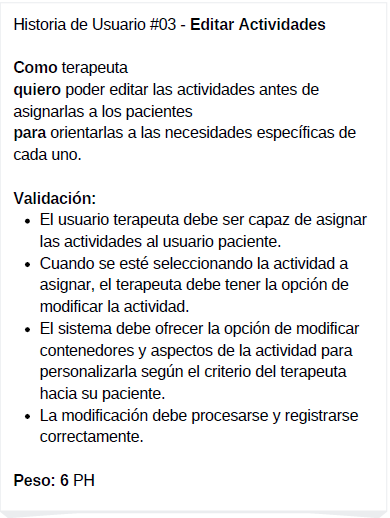 Historia de Usuario #03 - Editar Actividades
Como terapeuta
quiero poder editar las actividades antes de
asignarlas a los pacientes
para orientarlas a las necesidades específicas de
cada uno.
Validación:
• El usuario terapeuta debe ser capaz de asignar
las actividades al usuario paciente.
• Cuando se esté seleccionando la actividad a
asignar, el terapeuta debe tener la opción de
modificar la actividad.
• El sistema debe ofrecer la opción de modificar
contenedores y aspectos de la actividad para
personalizarla según el criterio del terapeuta
hacia su paciente.
• La modificación debe procesarse y registrarse
correctamente.
Peso: 6 PH